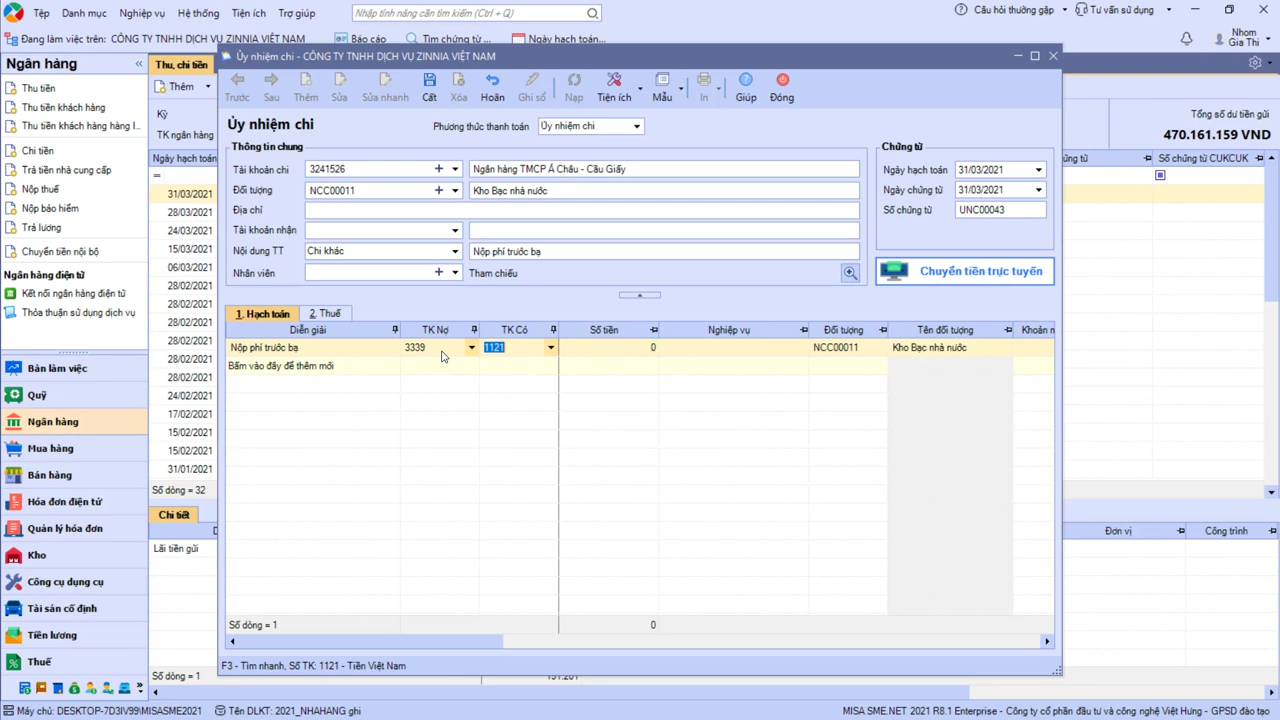 Tệp Danh mục Nghiệp vụ Hệ thống Tiện ích Trợ giúp
Nhập tính năng cần tìm kiếm (Ctrl + Q)
Câu hỏi thường gặp Tư vấn sử dụng
Đang làm việc trên: CÔNG TY TNHH DỊCH VỤ ZINNIA VIỆT NAM
Báo cáo Tìm chứng từ... Ngày hạch toán...
Nhom
Gia Thi
Ngân hàng
Thu tiền
Thu tiền khách hàng
Thu tiền khách hàng hàng l...
Chi tiền
Trả tiền nhà cung cấp
Nộp thuế
Nộp bảo hiểm
Trả lương
Chuyển tiền nội bộ
Ngân hàng điện tử
Kết nối ngân hàng điện tử
Thỏa thuận sử dụng dịch vụ
Bàn làm việc
Quỹ
Ngân hàng
Mua hàng
Bán hàng
Hóa đơn điện tử
Quản lý hóa đơn
Kho
Công cụ dụng cụ
Tài sản cố định
Tiền lương
Thuế
Thu, chi tiền
Thêm
Kỳ
TK ngân hàng
Ngày hạch toán
=
31/03/2021
28/03/2021
24/03/2021
15/03/2021
06/03/2021
28/02/2021
28/02/2021
28/02/2021
28/02/2021
28/02/2021
24/02/2021
24/02/2021
17/02/2021
15/02/2021
15/02/2021
31/01/2021
Số dòng = 32
Chi tiết
D
Lãi tiền gửi
Số dòng = 1
Ủy nhiệm chi - CÔNG TY TNHH DỊCH VỤ ZINNIA VIỆT NAM
Trước Sau Thêm Sửa Sửa nhanh Cất Xóa Hoãn Ghi sổ Nạp Tiện ích Mẫu In Giúp Đóng
Ủy nhiệm chi
Phương thức thanh toán Ủy nhiệm chi
Thông tin chung
Tài khoản chi 3241526 Ngân hàng TMCP Á Châu - Cầu Giấy
Đối tượng NCC00011 Kho Bạc nhà nước
Địa chỉ
Tài khoản nhận
Nội dung TT Chi khác Nộp phí trước bạ
Nhân viên Tham chiếu
Chứng từ
Ngày hạch toán 31/03/2021
Ngày chứng từ 31/03/2021
Số chứng từ UNC00043
Chuyển tiền trực tuyến
1. Hạch toán 2. Thuế
Diễn giải TK Nợ TK Có Số tiền Nghiệp vụ Đối tượng Tên đối tượng Khoản m
Nộp phí trước bạ 3339 1121 0 NCC00011 Kho Bạc nhà nước
Bấm vào đây để thêm mới
Số dòng = 1 0
F3 - Tìm nhanh, Số TK: 1121 - Tiền Việt Nam
Tổng số dư tiền gửi
470.161.159 VND
ứng từ Số chứng từ CUKCUK
Đơn vị Công trình
Máy chủ: DESKTOP-7D3IV99\MISASME2021 Tên DLKT: 2021_NHAHANG ghi
MISA SME.NET 2021 R8.1 Enterprise - Công ty cổ phần đầu tư và công nghệ Việt Hưng - GPSD đào tạo